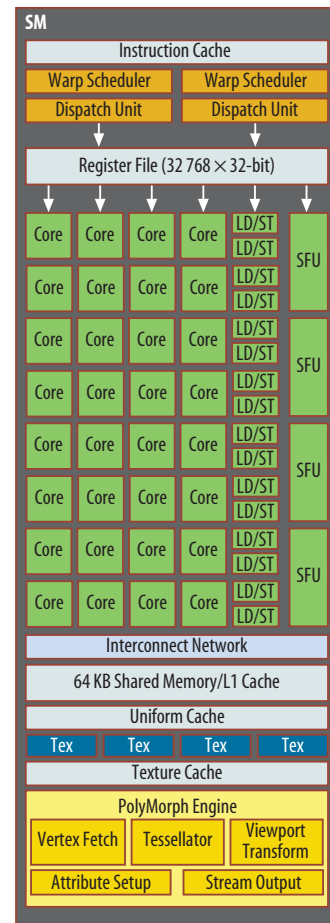 SM
Instruction Cache
Warp Scheduler Warp Scheduler
Dispatch Unit Dispatch Unit
Register File (32 768 × 32-bit)
Core Core Core Core LD/ST SFU
LD/ST
Core Core Core Core LD/ST
LD/ST
Core Core Core Core LD/ST SFU
LD/ST
Core Core Core Core LD/ST
LD/ST
Core Core Core Core LD/ST SFU
LD/ST
Core Core Core Core LD/ST
LD/ST
Core Core Core Core LD/ST SFU
LD/ST
Core Core Core Core LD/ST
LD/ST
Interconnect Network
64 KB Shared Memory/L1 Cache
Uniform Cache
Tex Tex Tex Tex
Texture Cache
PolyMorph Engine
Vertex Fetch Tessellator Viewport
Transform
Attribute Setup Stream Output